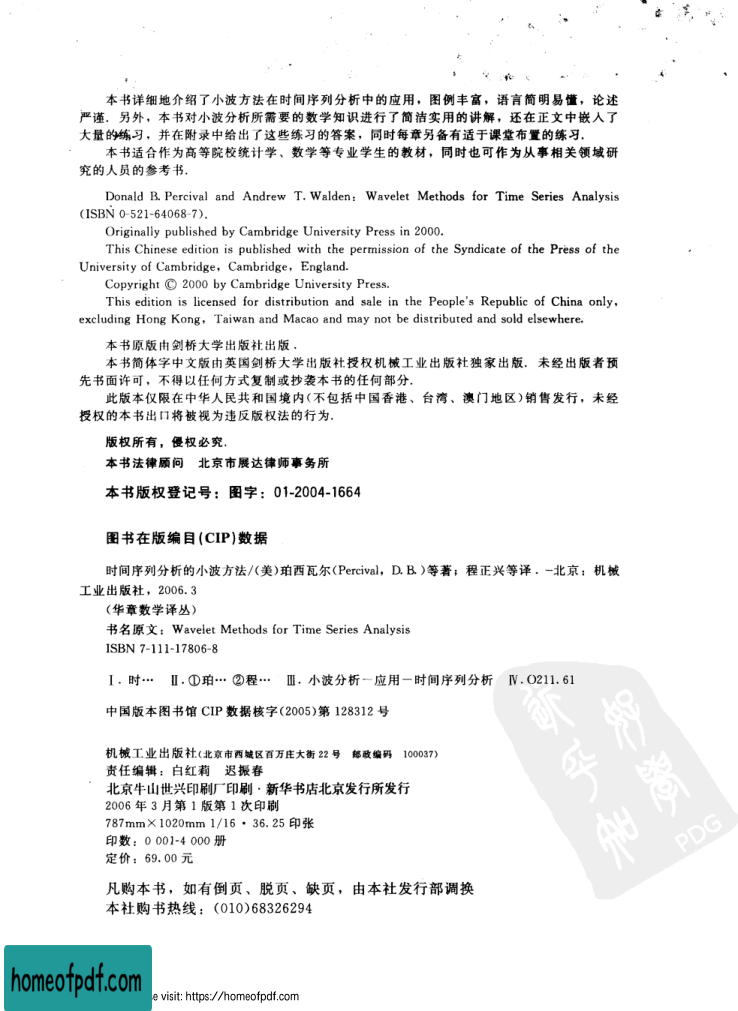 本书详细地介绍了小波方法在时间序列分析中的应用，图例丰富，语言简明易懂，论述
严谨．另外，本书对小波分析所需要的数学知识进行了简洁实用的讲解，还在正文中嵌入了
大量的练习，并在附录中给出了这些练习的答案，同时每章另备有适于课堂布置的练习．
本书适合作为高等院校统计学、数学等专业学生的教材，同时也可作为从事相关领域研
究的人员的参考书．
Donald B. Percival and Andrew T. Walden：Wavelet Methods for Time Series Analysis
(ISBN 0-521-64068-7).
Originally published by Cambridge University Press in 2000.
This Chinese edition is published with the permission of the Syndicate of the Press of the
University of Cambridge, Cambridge, England.
Copyright © 2000 by Cambridge University Press.
This edition is licensed for distribution and sale in the People's Republic of China only,
excluding Hong Kong, Taiwan and Macao and may not be distributed and sold elsewhere.
本书原版由剑桥大学出版社出版．
本书简体字中文版由英国剑桥大学出版社授权机械工业出版社独家出版．未经出版者预
先书面许可，不得以任何方式复制或抄袭本书的任何部分．
此版本仅限在中华人民共和国境内(不包括中国香港、台湾、澳门地区)销售发行，未经
授权的本书出口将被视为违反版权法的行为．
版权所有，侵权必究．
本书法律顾问　北京市展达律师事务所
本书版权登记号：图字：01-2004-1664
图书在版编目(CIP)数据
时间序列分析的小波方法/(美)珀西瓦尔(Percival, D. B.)等著；程正兴等译．-北京：机械
工业出版社，2006.3
(华章数学译丛)
书名原文：Wavelet Methods for Time Series Analysis
ISBN 7-111-17806-8
Ⅰ．时…　Ⅱ．①珀…②程…　Ⅲ．小波分析－应用－时间序列分析　Ⅳ．O211.61
中国版本图书馆 CIP 数据核字(2005)第 128312 号
机械工业出版社(北京市西城区百万庄大街 22 号　邮政编码　100037)
责任编辑：白红莉　迟振春
北京牛山世兴印刷厂印刷·新华书店北京发行所发行
2006 年 3 月第 1 版第 1 次印刷
787mm×1020mm 1/16·36.25 印张
印数：0 001-4 000 册
定价：69.00 元
凡购本书，如有倒页、脱页、缺页，由本社发行部调换
本社购书热线：(010)68326294
PDG
homeofpdf.com
e visit: https://homeofpdf.com